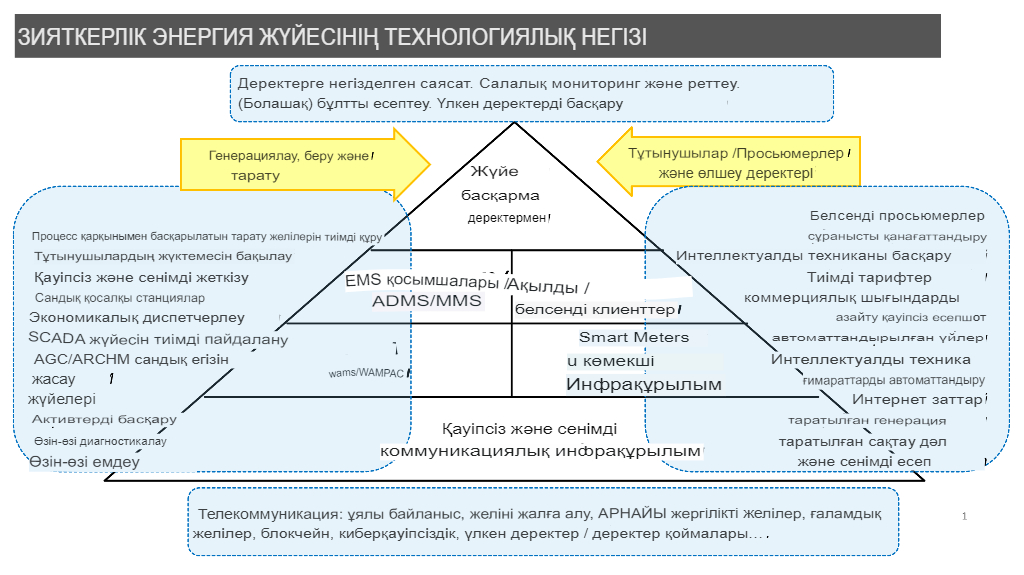 ЗИЯТКЕРЛІК ЭНЕРГИЯ ЖҮЙЕСІНІҢ ТЕХНОЛОГИЯЛЫҚ НЕГІЗІ
Деректерге негізделген саясат. Салалық мониторинг және реттеу.
(Болашақ) бұлтты есептеу. Үлкен деректерді басқару
Генерациялау, беру және
тарату
Тұтынушылар /Просьюмерлер
және өлшеу деректері
Жүйе
басқарма
деректермен
Процесс қарқынымен басқарылатын тарату желілерін тиімді құру
Тұтынушылардың жүктемесін бақылау
Қауіпсіз және сенімді жеткізу
Сандық қосалқы станциялар
Экономикалық диспетчерлеу
SCADA жүйесін тиімді пайдалану
AGC/ARCHM сандық егізін
жасау
жүйелері
Активтерді басқару
Өзін-өзі диагностикалау
Өзін-өзі емдеу
EMS қосымшалары /Ақылды /
ADMS/MMS
белсенді клиенттер
wams/WAMPAC
Smart Meters
и көмекші
Инфрақұрылым
Қауіпсіз және сенімді
коммуникациялық инфрақұрылым
Белсенді просьюмерлер
сұранысты қанағаттандыру
Интеллектуалды техниканы басқару
Тиімді тарифтер
коммерциялық шығындарды
азайту қауіпсіз есепшот
автоматтандырылған үйлер
Интеллектуалды техника
ғимараттарды автоматтандыру
Интернет заттар
таратылған генерация
таратылған сақтау дәл
және сенімді есеп
Телекоммуникация: ұялы байланыс, желіні жалға алу, АРНАЙЫ жергілікті желілер, ғаламдық
желілер, блокчейн, киберқауіпсіздік, үлкен деректер / деректер қоймалары...
1